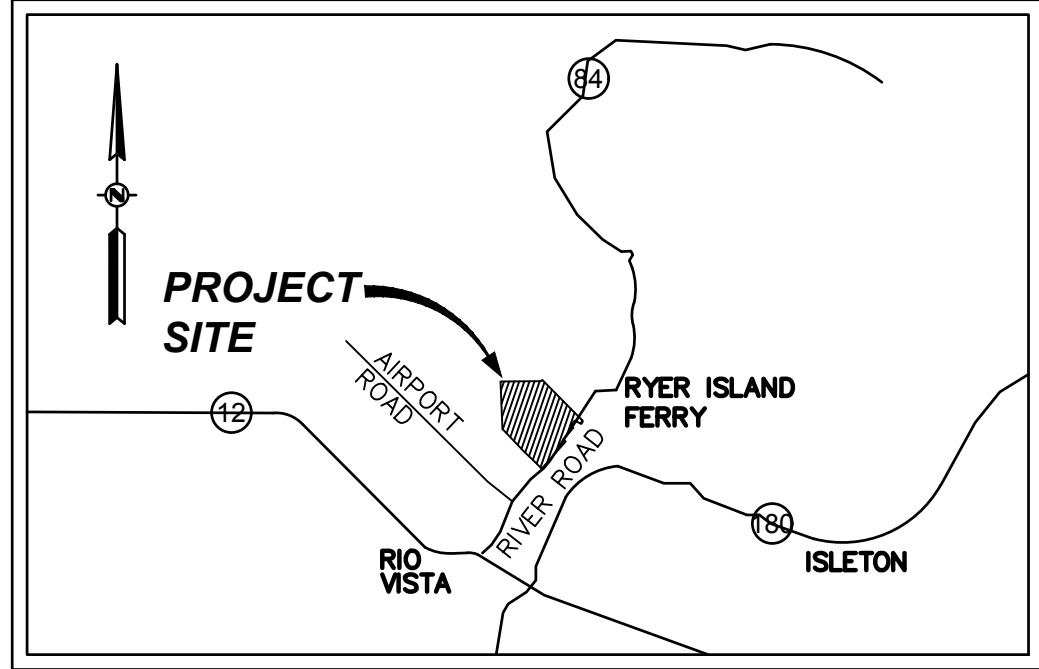 84
N
PROJECT
SITE
AIRPORT
ROAD
12
RYER ISLAND
FERRY
RIVER ROAD
180
RIO
VISTA
ISLETON